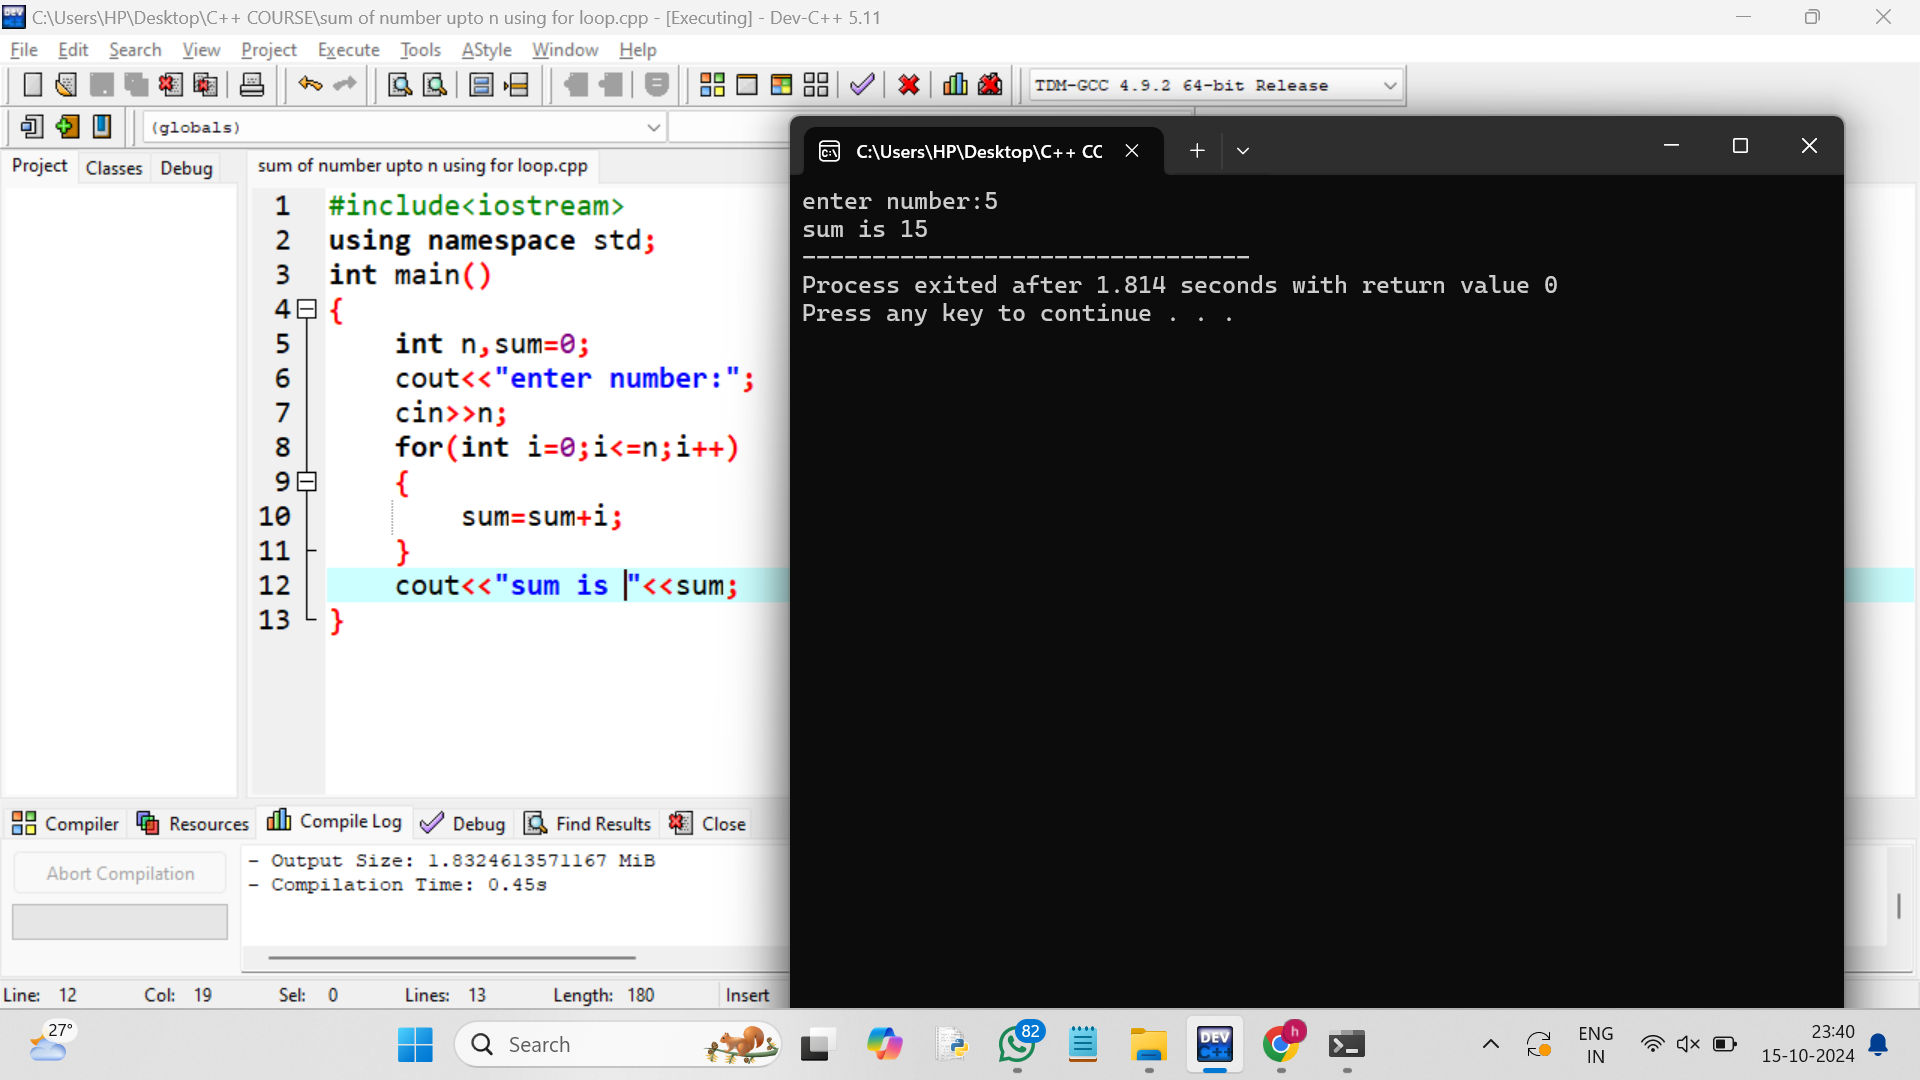 C:\Users\HP\Desktop\C++ COURSE\sum of number upto n using for loop.cpp - [Executing] - Dev-C++ 5.11
File Edit Search View Project Execute Tools AStyle Window Help
TDM-GCC 4.9.2 64-bit Release
(globals)
Project Classes Debug
sum of number upto n using for loop.cpp
1 #include<iostream>
2 using namespace std;
3 int main()
4 {
5 int n,sum=0;
6 cout<<"enter number:";
7 cin>>n;
8 for(int i=0;i<=n;i++)
9 {
10 sum=sum+i;
11 }
12 cout<<"sum is "<<sum;
13 }
C:\Users\HP\Desktop\C++ CC
enter number:5
sum is 15
--------------------------------
Process exited after 1.814 seconds with return value 0
Press any key to continue . . .
Compiler Resources Compile Log Debug Find Results Close
Abort Compilation
- Output Size: 1.8324613571167 MiB
- Compilation Time: 0.45s
Line: 12 Col: 19 Sel: 0 Lines: 13 Length: 180 Insert
27°
Search
82
DEV C++
h
ENG
IN
23:40
15-10-2024